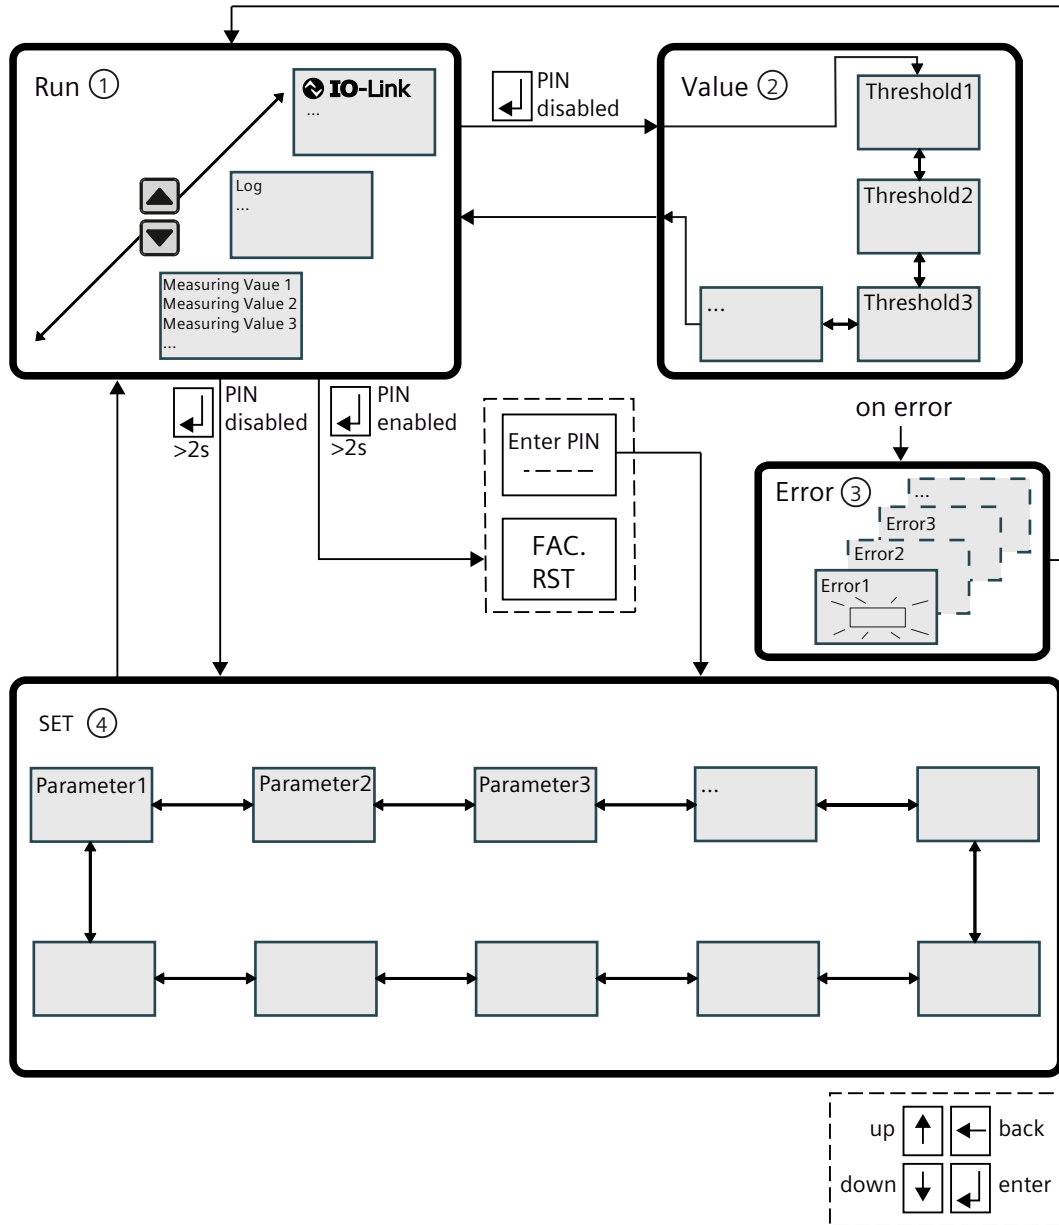 Run 1
IO-Link
...
Log
...
Measuring Vaue 1
Measuring Value 2
Measuring Value 3
...
PIN
disabled
Value 2
Threshold1
Threshold2
Threshold3
...
PIN
disabled
>2s
PIN
enabled
>2s
Enter PIN
_ _ _ _
FAC.
RST
on error
Error 3
...
Error3
Error2
Error1
SET 4
Parameter1
Parameter2
Parameter3
...
up
back
down
enter